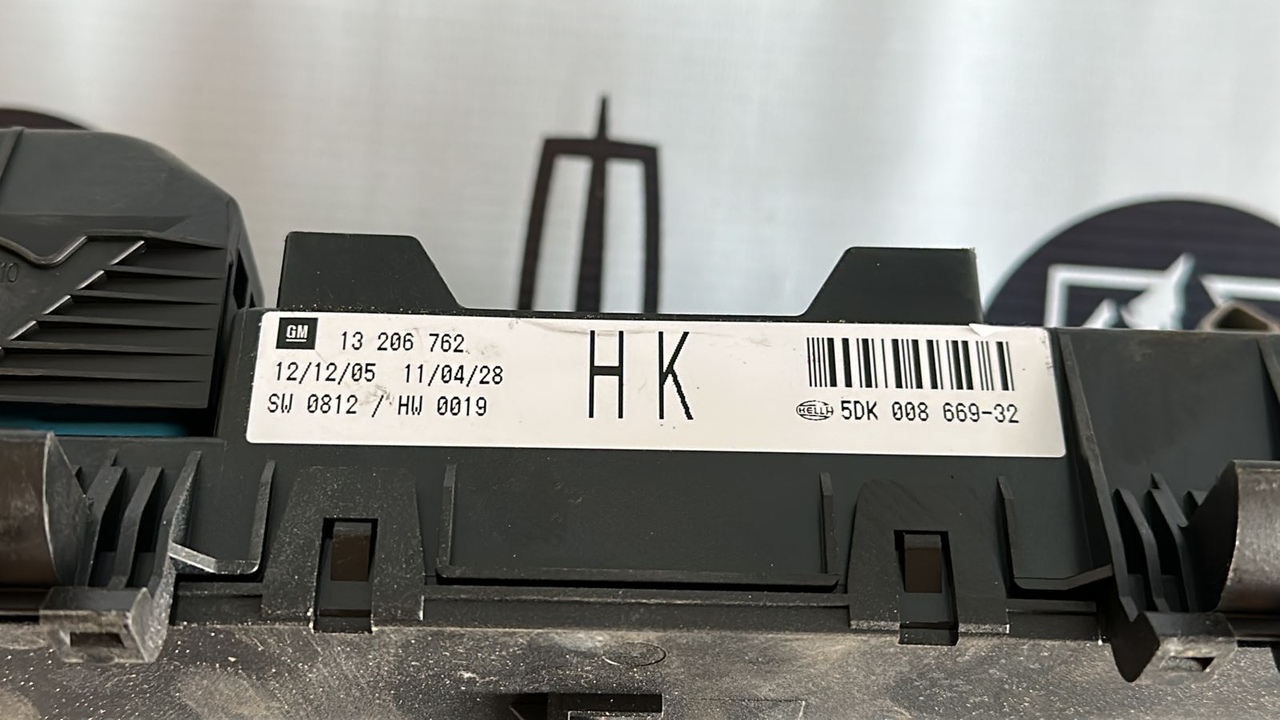 GM 13 206 762
12/12/05 11/04/28
SW 0812 / HW 0019
HK
HELLA 5DK 008 669-32
10